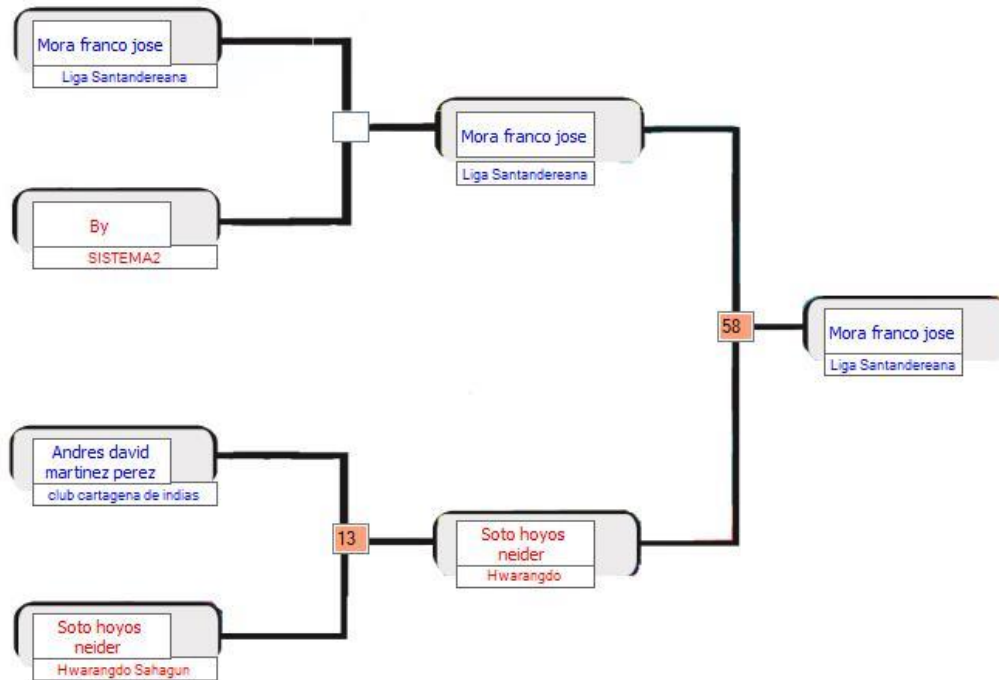 Mora franco jose
Liga Santandereana
By
SISTEMA2
Mora franco jose
Liga Santandereana
58
Mora franco jose
Liga Santandereana
Andres david
martinez perez
club cartagena de indias
13
Soto hoyos
neider
Hwarangdo
Soto hoyos
neider
Hwarangdo Sahagun